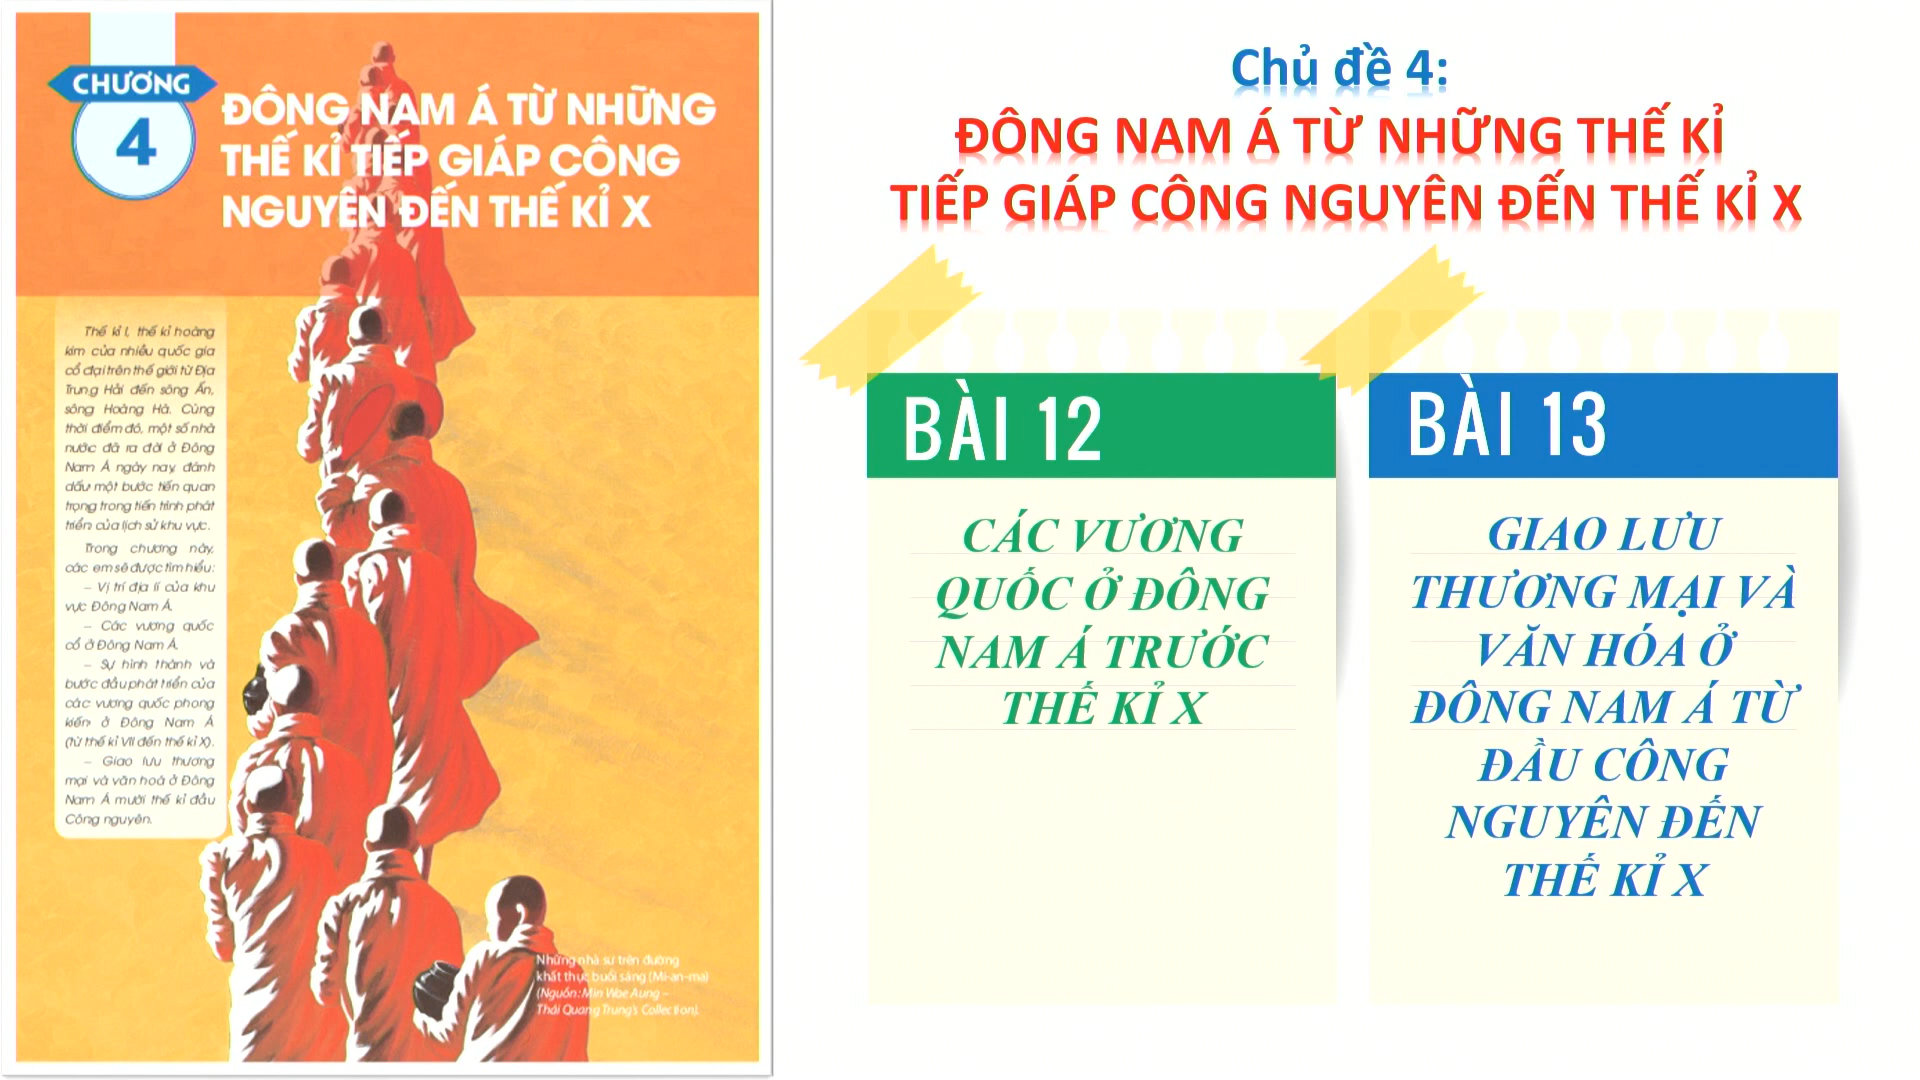 CHƯƠNG
4
ĐÔNG NAM Á TỪ NHỮNG
THẾ KỈ TIẾP GIÁP CÔNG
NGUYÊN ĐẾN THẾ KỈ X
Thế kỉ I, thế kỉ hoàng
kim của nhiều quốc gia
cổ đại trên thế giới từ Địa
Trung Hải đến sông Ấn,
sông Hoàng Hà. Cùng
thời điểm đó, một số nhà
nước đã ra đời ở Đông
Nam Á ngày nay, đánh
dấu một bước tiến quan
trọng trong tiến trình phát
triển của lịch sử khu vực.
Trong chương này,
các em sẽ được tìm hiểu:
– Vị trí địa lí của khu
vực Đông Nam Á.
– Các vương quốc
cổ ở Đông Nam Á.
– Sự hình thành và
bước đầu phát triển của
các vương quốc phong
kiến ở Đông Nam Á
(từ thế kỉ VII đến thế kỉ X).
– Giao lưu thương
mại và văn hoá ở Đông
Nam Á mười thế kỉ đầu
Công nguyên.
Những nhà sư trên đường
khất thực buổi sáng (Mi-an-ma)
(Nguồn: Min Wae Aung –
Thái Quang Trung's Collection).
Chủ đề 4:
ĐÔNG NAM Á TỪ NHỮNG THẾ KỈ
TIẾP GIÁP CÔNG NGUYÊN ĐẾN THẾ KỈ X
BÀI 12
CÁC VƯƠNG
QUỐC Ở ĐÔNG
NAM Á TRƯỚC
THẾ KỈ X
BÀI 13
GIAO LƯU
THƯƠNG MẠI VÀ
VĂN HÓA Ở
ĐÔNG NAM Á TỪ
ĐẦU CÔNG
NGUYÊN ĐẾN
THẾ KỈ X